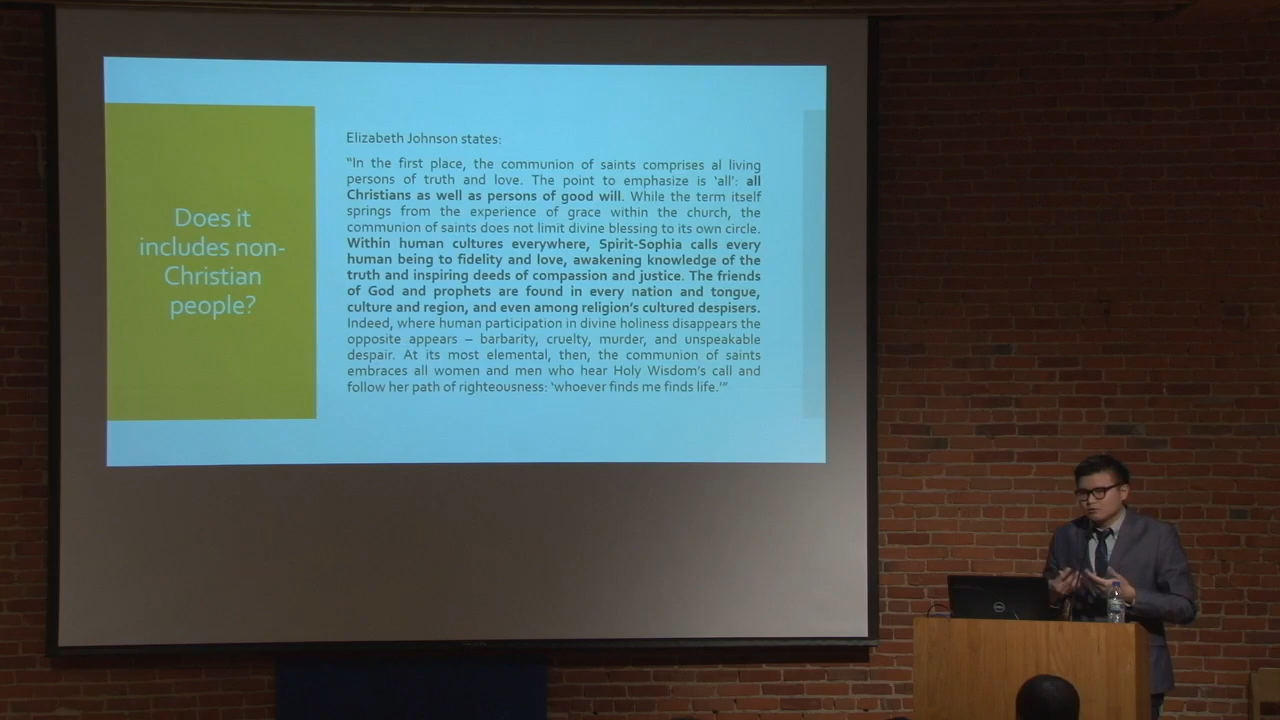 Does it
includes non-
Christian
people?
Elizabeth Johnson states:
“In the first place, the communion of saints comprises al living
persons of truth and love. The point to emphasize is ‘all’: all
Christians as well as persons of good will. While the term itself
springs from the experience of grace within the church, the
communion of saints does not limit divine blessing to its own circle.
Within human cultures everywhere, Spirit-Sophia calls every
human being to fidelity and love, awakening knowledge of the
truth and inspiring deeds of compassion and justice. The friends
of God and prophets are found in every nation and tongue,
culture and region, and even among religion’s cultured despisers.
Indeed, where human participation in divine holiness disappears the
opposite appears – barbarity, cruelty, murder, and unspeakable
despair. At its most elemental, then, the communion of saints
embraces all women and men who hear Holy Wisdom’s call and
follow her path of righteousness: ‘whoever finds me finds life.’”
DELL